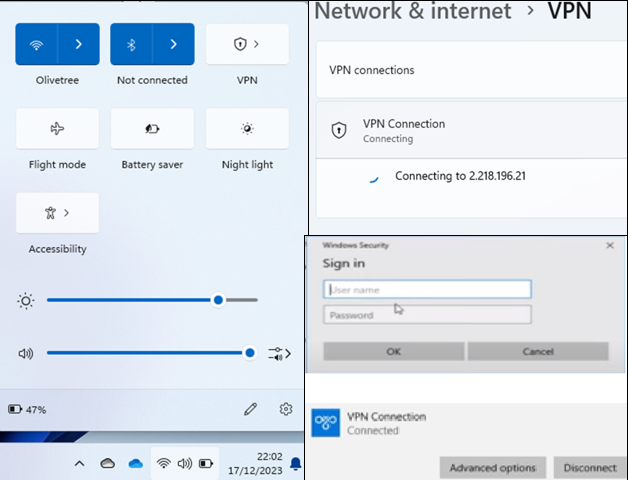 Olivetree
Not connected
VPN
Flight mode
Battery saver
Night light
Accessibility
47%
22:02
17/12/2023
Network & internet > VPN
VPN connections
VPN Connection
Connecting
Connecting to 2.218.196.21
Windows Security
Sign in
User name
Password
OK
Cancel
VPN Connection
Connected
Advanced options
Disconnect